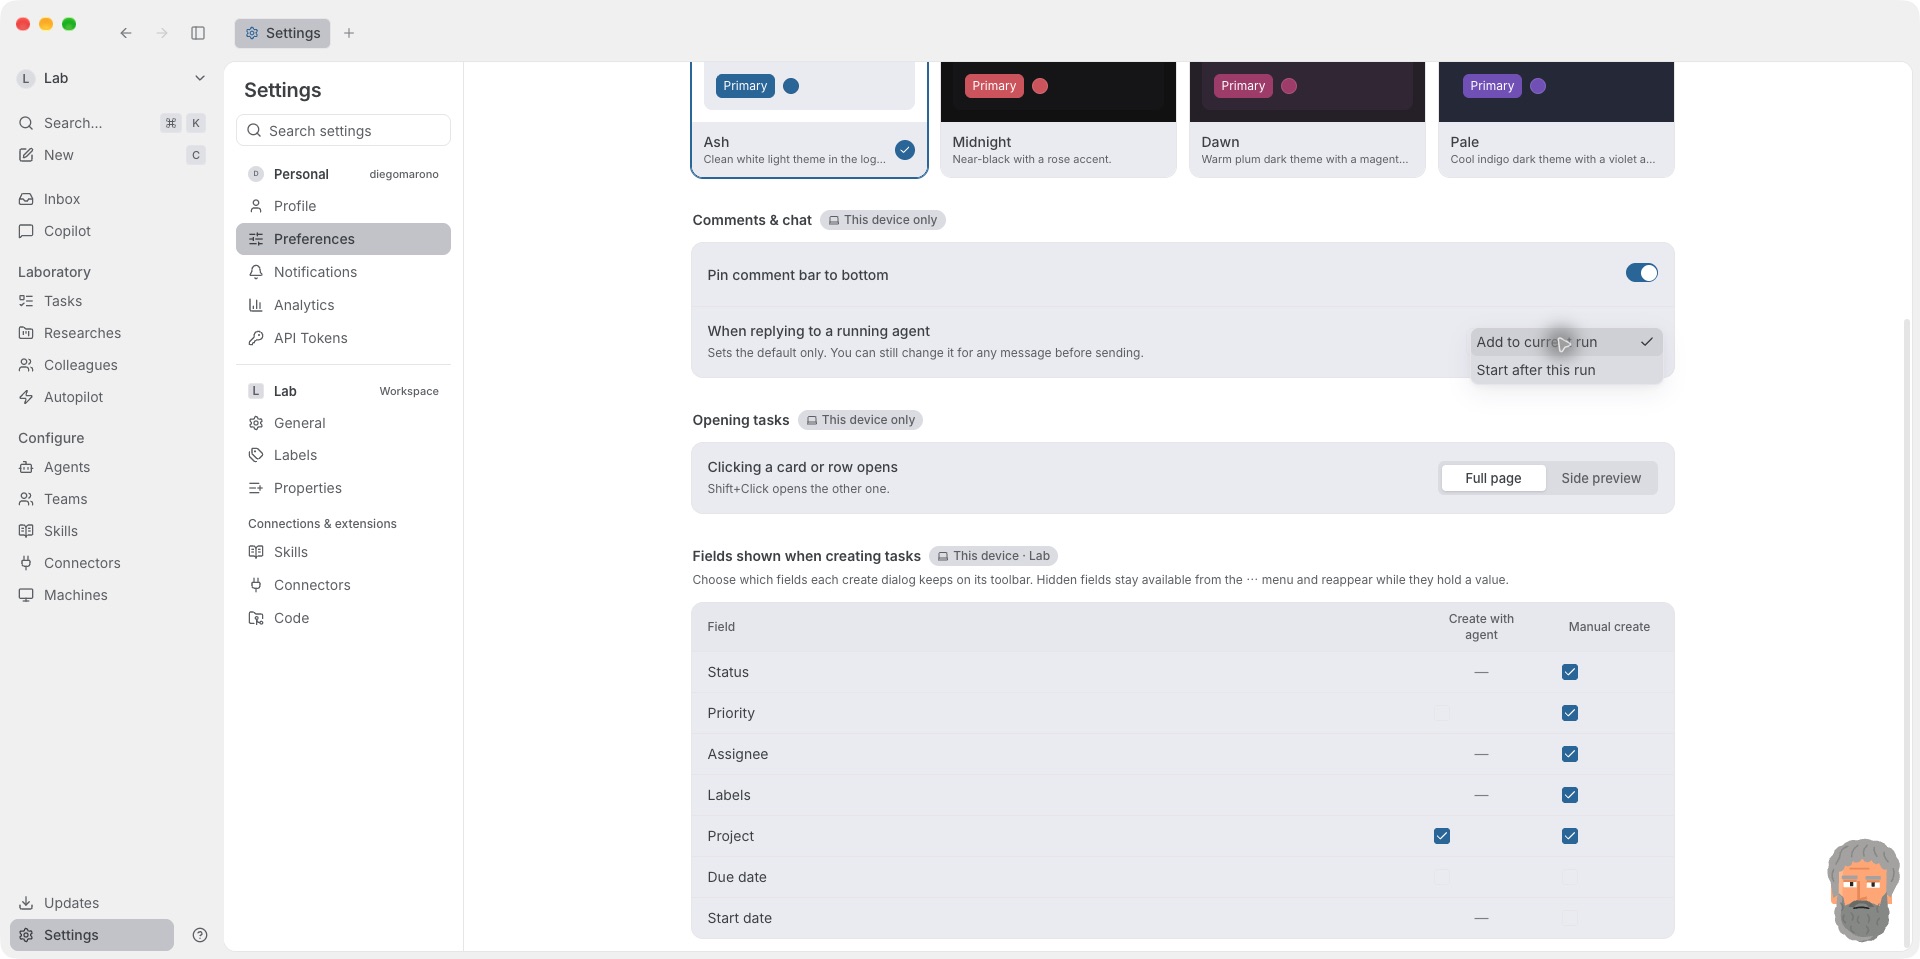 Settings
L Lab
Search... ⌘ K
New C
Inbox
Copilot
Laboratory
Tasks
Researches
Colleagues
Autopilot
Configure
Agents
Teams
Skills
Connectors
Machines
Updates
Settings
Settings
Search settings
D Personal diegomarono
Profile
Preferences
Notifications
Analytics
API Tokens
L Lab Workspace
General
Labels
Properties
Connections & extensions
Skills
Connectors
Code
Primary
Primary
Primary
Primary
Ash
Clean white light theme in the log...
Midnight
Near-black with a rose accent.
Dawn
Warm plum dark theme with a magent...
Pale
Cool indigo dark theme with a violet a...
Comments & chat This device only
Pin comment bar to bottom
When replying to a running agent
Sets the default only. You can still change it for any message before sending.
Add to current run
Start after this run
Opening tasks This device only
Clicking a card or row opens
Shift+Click opens the other one.
Full page Side preview
Fields shown when creating tasks This device · Lab
Choose which fields each create dialog keeps on its toolbar. Hidden fields stay available from the ··· menu and reappear while they hold a value.
Field
Create with
agent
Manual create
Status —
Priority
Assignee —
Labels —
Project
Due date
Start date —